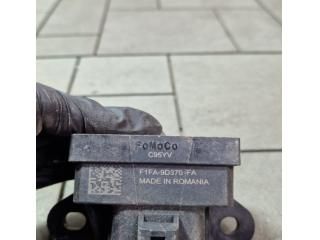 FoMoCo
C95YV
F1FA-9D370-FA
MADE IN ROMANIA